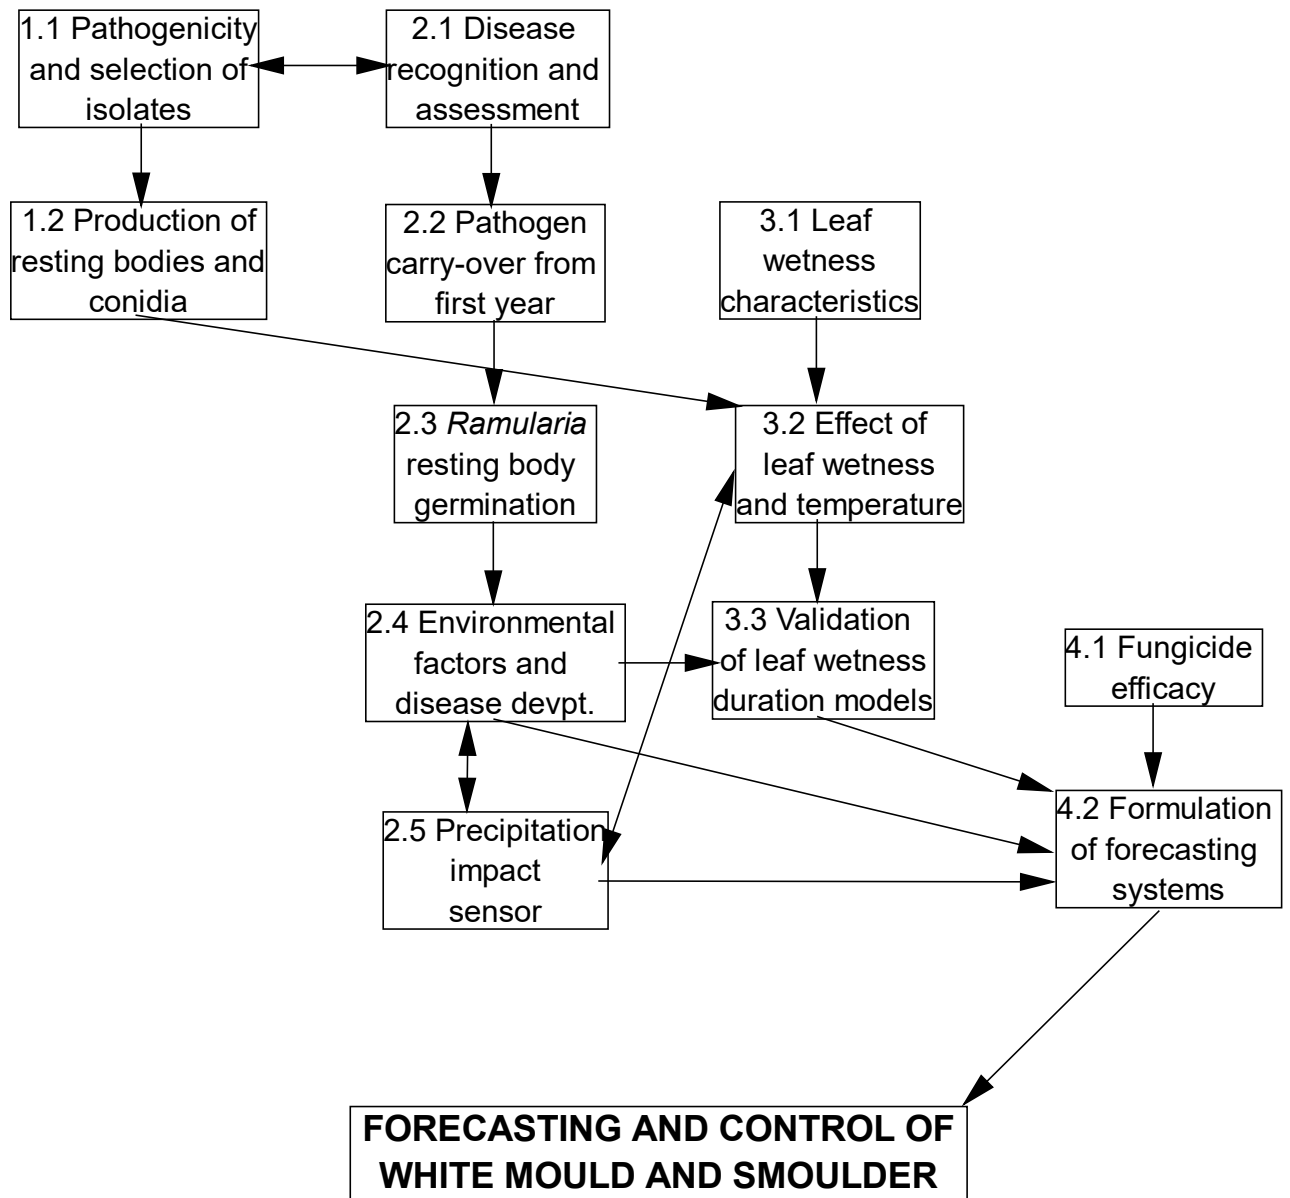 1.1 Pathogenicity
and selection of
isolates
2.1 Disease
recognition and
assessment
1.2 Production of
resting bodies and
conidia
2.2 Pathogen
carry-over from
first year
3.1 Leaf
wetness
characteristics
2.3 Ramularia
resting body
germination
3.2 Effect of
leaf wetness
and temperature
2.4 Environmental
factors and
disease devpt.
3.3 Validation
of leaf wetness
duration models
4.1 Fungicide
efficacy
2.5 Precipitation
impact
sensor
4.2 Formulation
of forecasting
systems
FORECASTING AND CONTROL OF
WHITE MOULD AND SMOULDER